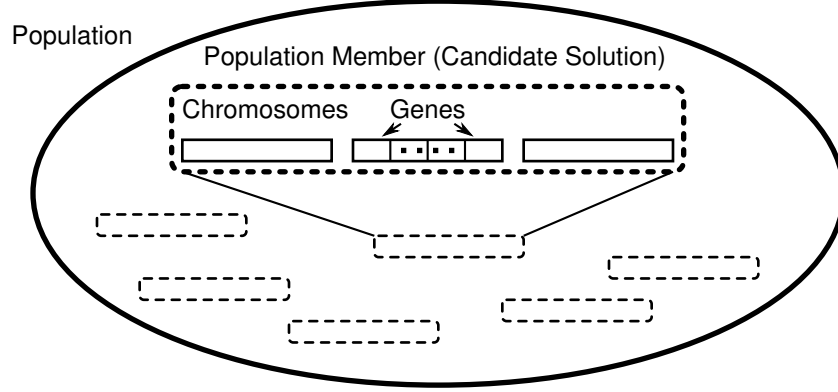 Population
Population Member (Candidate Solution)
Chromosomes Genes